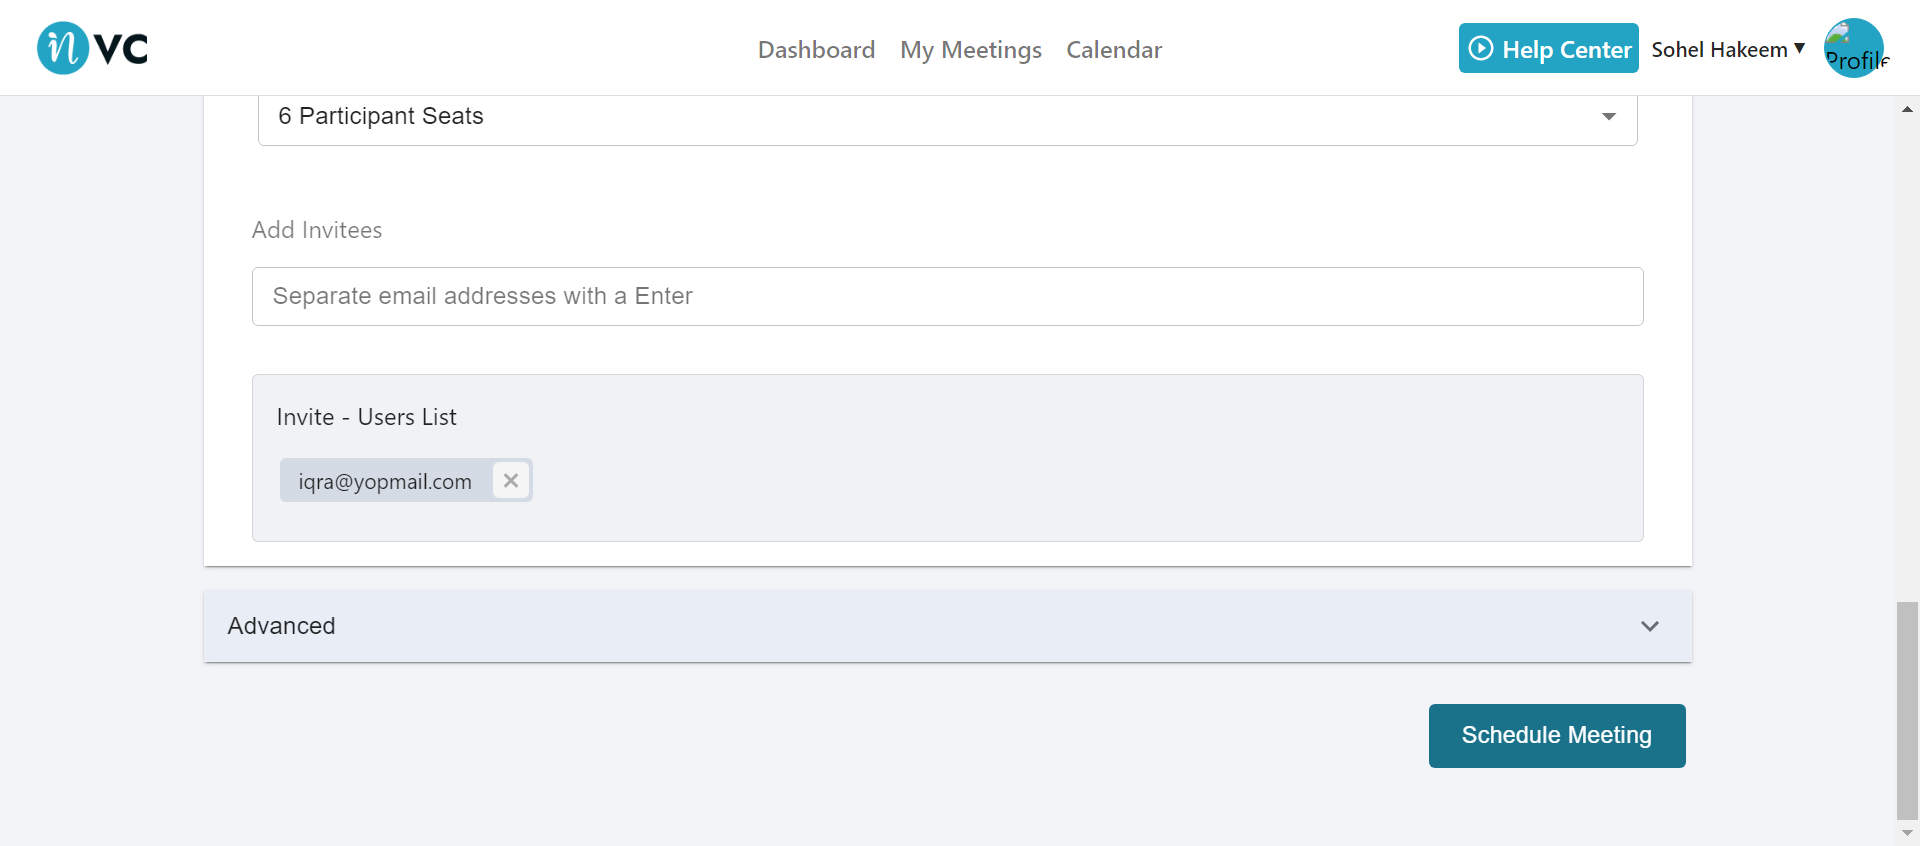 n VC
Dashboard My Meetings Calendar
Help Center
Sohel Hakeem
Profile
6 Participant Seats
Add Invitees
Separate email addresses with a Enter
Invite - Users List
iqra@yopmail.com
Advanced
Schedule Meeting